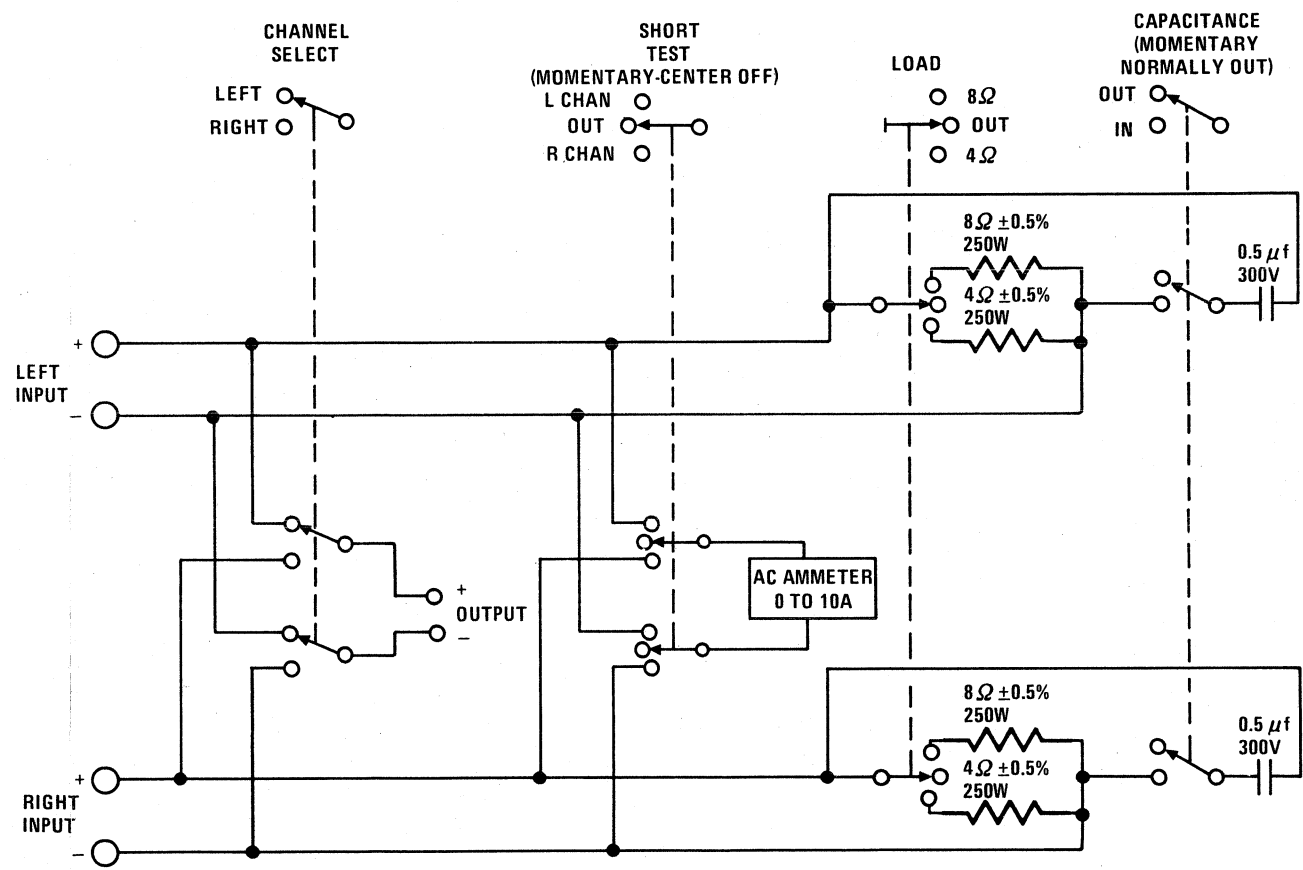 CHANNEL
SELECT
LEFT
RIGHT
SHORT
TEST
(MOMENTARY-CENTER OFF)
L CHAN
OUT
R CHAN
LOAD
8Ω
OUT
4Ω
CAPACITANCE
(MOMENTARY
NORMALLY OUT)
OUT
IN
8Ω ±0.5%
250W
4Ω ±0.5%
250W
0.5 µf
300V
+
LEFT
INPUT
−
+
OUTPUT
−
AC AMMETER
0 TO 10A
8Ω ±0.5%
250W
4Ω ±0.5%
250W
0.5 µf
300V
+
RIGHT
INPUT
−